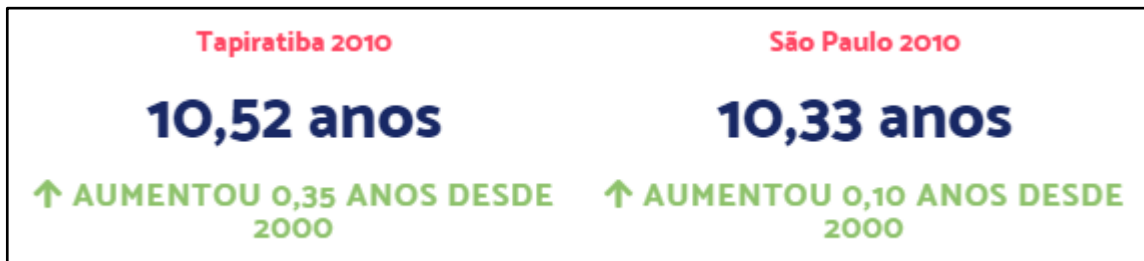 Tapiratiba 2010
10,52 anos
↑ AUMENTOU 0,35 ANOS DESDE
2000
São Paulo 2010
10,33 anos
↑ AUMENTOU 0,10 ANOS DESDE
2000